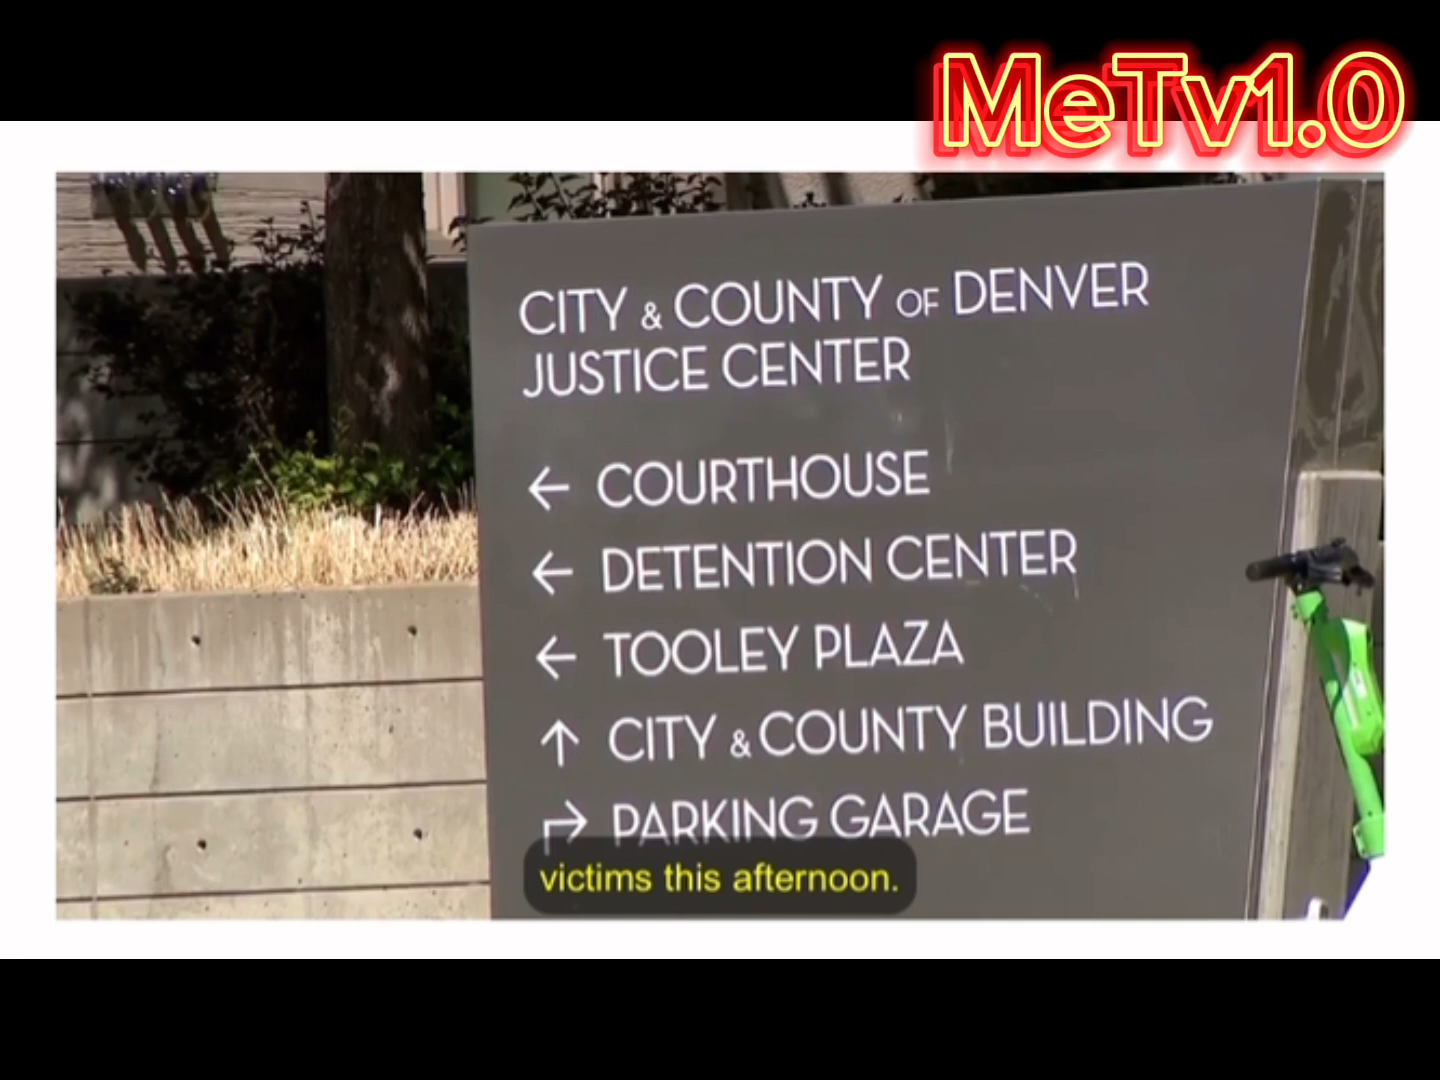 MeTv1.0
CITY & COUNTY OF DENVER
JUSTICE CENTER
← COURTHOUSE
← DETENTION CENTER
← TOOLEY PLAZA
↑ CITY & COUNTY BUILDING
↱ PARKING GARAGE
victims this afternoon.